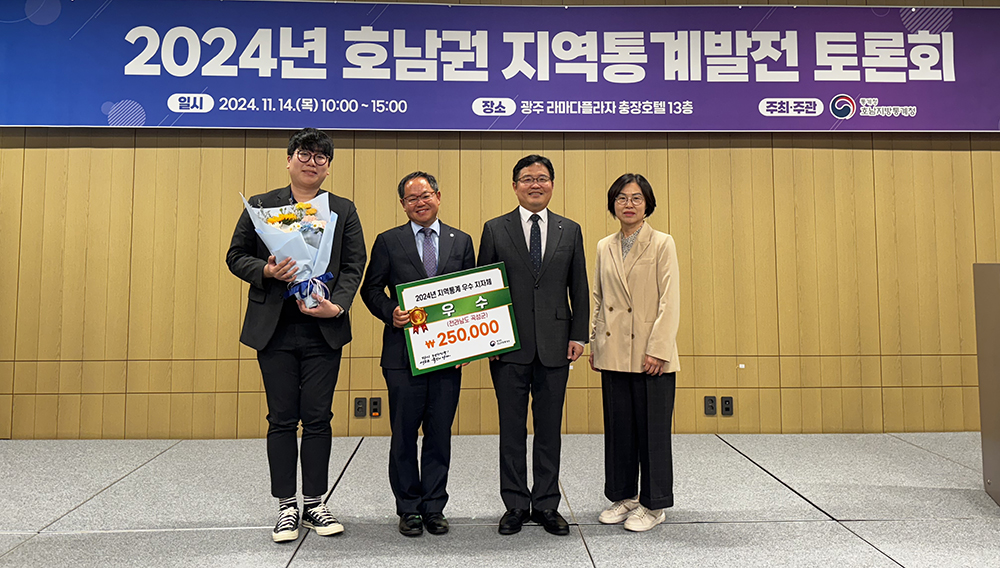 2024년 호남권 지역통계발전 토론회
일시 2024. 11. 14.(목) 10:00 ~ 15:00
장소 광주 라마다플라자 충장호텔 13층
주최·주관 통계청 호남지방통계청
2024년 지역통계 우수 지자체
우 수
(전라남도 곡성군)
₩ 250,000